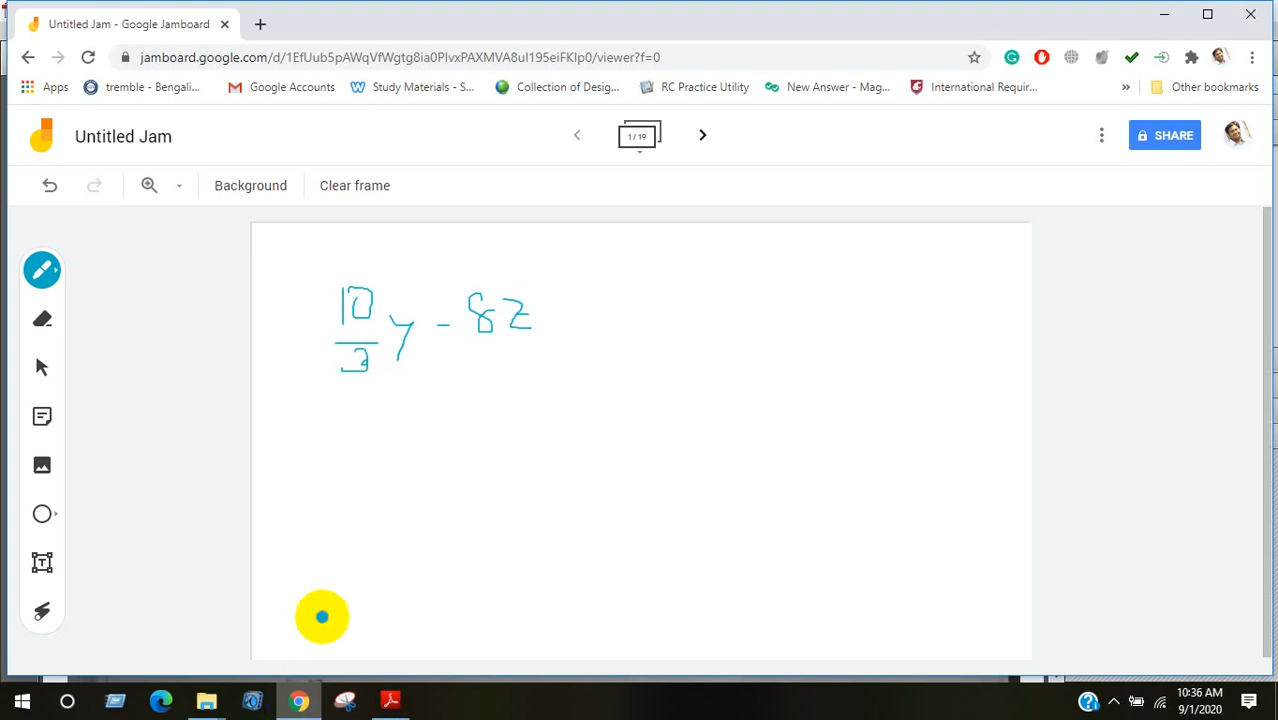 Untitled Jam - Google Jamboard
jamboard.google.com/d/1EfUub5pAWgVfWgtg8ia0PIvxPAXMVA8ul195eiFKIp0/viewer?f=0
Apps tremble - Bengali... Google Accounts Study Materials - S... Collection of Desig... RC Practice Utility New Answer - Mag... International Requir... » Other bookmarks
Untitled Jam 1 / 19 SHARE
Background Clear frame
10/3 y - 8z
T
10:36 AM
9/1/2020